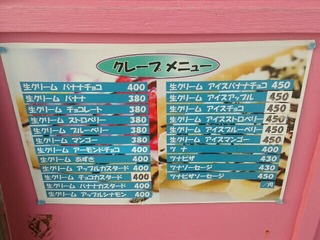 クレープ メニュー
生クリーム バナナチョコ 400
生クリーム バナナ 380
生クリーム チョコレート 380
生クリーム ストロベリー 380
生クリーム ブルーベリー 380
生クリーム マンゴー 380
生クリーム アーモンドチョコ 400
生クリーム あずき 400
生クリーム アップルカスタード 400
生クリーム チョコカスタード 400
生クリーム バナナカスタード 400
生クリーム アップルシナモン 400
生クリーム アイスバナナチョコ 450
生クリーム アイスアップル 450
生クリーム アイスチョコ 450
生クリーム アイスストロベリー 450
生クリーム アイスブルーベリー 450
生クリーム アイスマンゴー 450
ツナ 400
ツナピザ 430
ツナソーセージ 430
ツナピザソーセージ 450